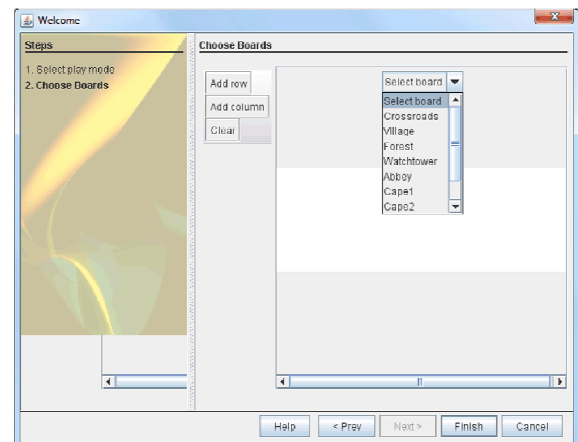 Welcome
Steps
1. Select play mode
2. Choose Boards
Choose Boards
Add row
Add column
Clear
Select board
Select board
Crossroads
Village
Forest
Watchtower
Abbey
Cape1
Cape2
Help
< Prev
Next >
Finish
Cancel